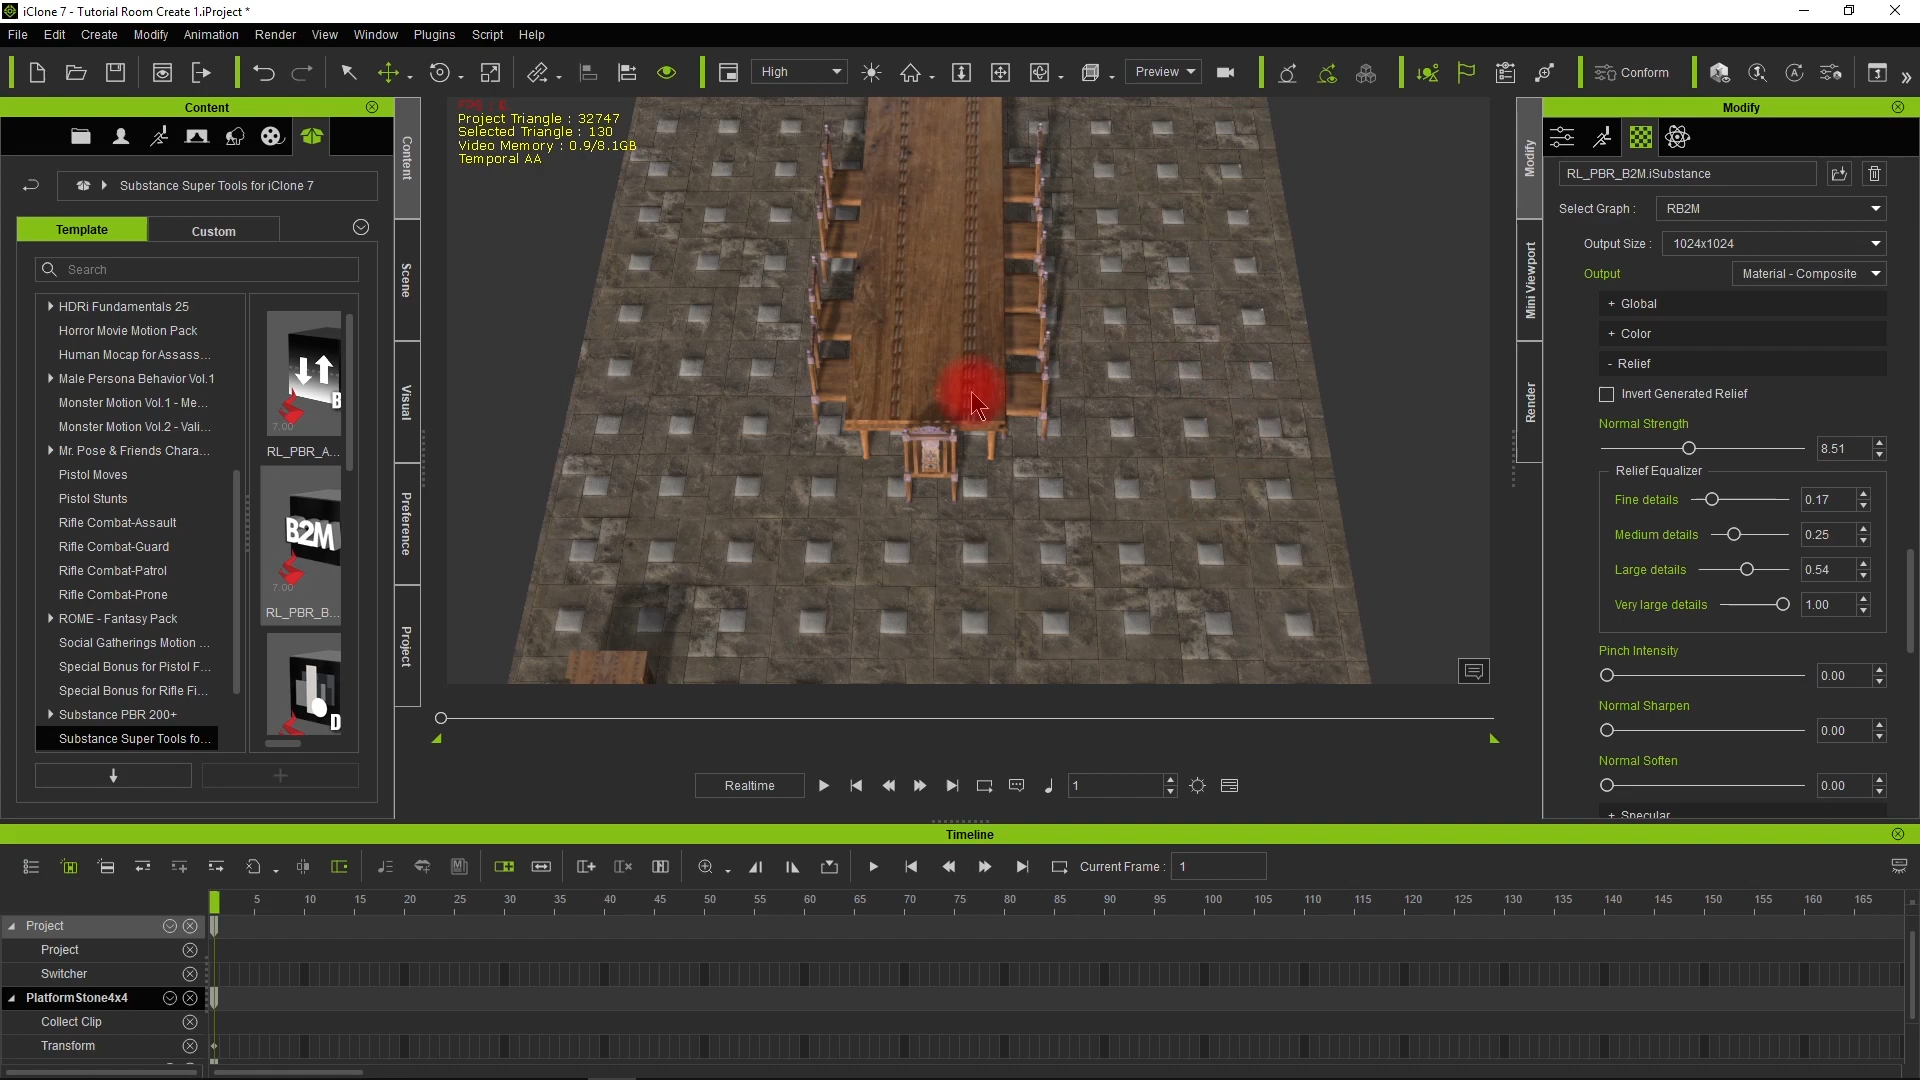 iClone 7 - Tutorial Room Create 1.iProject *
File Edit Create Modify Animation Render View Window Plugins Script Help
High
Preview
Conform
Content
Substance Super Tools for iClone 7
Template
Custom
Search
HDRi Fundamentals 25
Horror Movie Motion Pack
Human Mocap for Assass...
Male Persona Behavior Vol.1
Monster Motion Vol.1 - Me...
Monster Motion Vol.2 - Vali...
Mr. Pose & Friends Chara...
Pistol Moves
Pistol Stunts
Rifle Combat-Assault
Rifle Combat-Guard
Rifle Combat-Patrol
Rifle Combat-Prone
ROME - Fantasy Pack
Social Gatherings Motion ...
Special Bonus for Pistol F...
Special Bonus for Rifle Fi...
Substance PBR 200+
Substance Super Tools fo...
B
7.00
RL_PBR_A...
B2M
7.00
RL_PBR_B...
D
Content
Scene
Visual
Preference
Project
FPS : 0
Project Triangle : 32747
Selected Triangle : 130
Video Memory : 0.9/8.1GB
Temporal AA
Realtime
1
Modify
Mini Viewport
Render
Modify
RL_PBR_B2M.iSubstance
Select Graph : RB2M
Output Size : 1024x1024
Output Material - Composite
+ Global
+ Color
- Relief
Invert Generated Relief
Normal Strength
8.51
Relief Equalizer
Fine details 0.17
Medium details 0.25
Large details 0.54
Very large details 1.00
Pinch Intensity
0.00
Normal Sharpen
0.00
Normal Soften
0.00
+ Specular
Timeline
Current Frame : 1
5 10 15 20 25 30 35 40 45 50 55 60 65 70 75 80 85 90 95 100 105 110 115 120 125 130 135 140 145 150 155 160 165
Project
Project
Switcher
PlatformStone4x4
Collect Clip
Transform